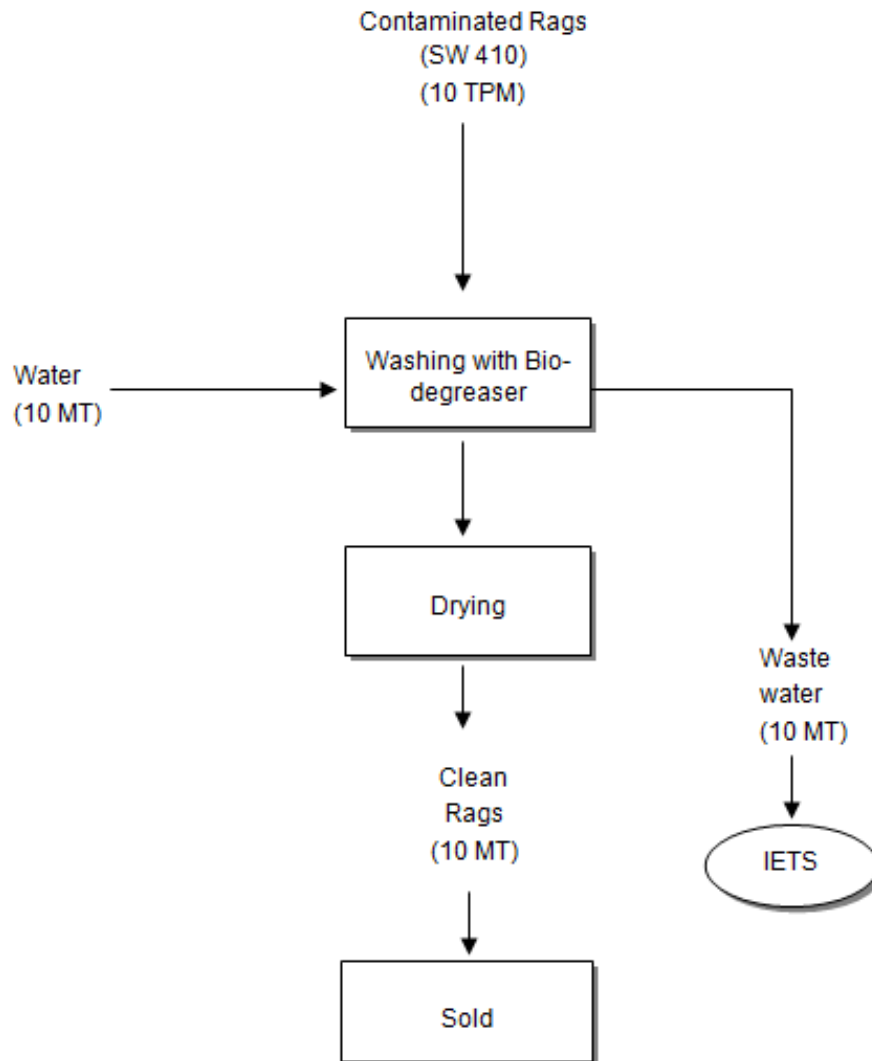 Contaminated Rags
(SW 410)
(10 TPM)
Water
(10 MT)
Washing with Bio-
degreaser
Drying
Waste
water
(10 MT)
Clean
Rags
(10 MT)
IETS
Sold